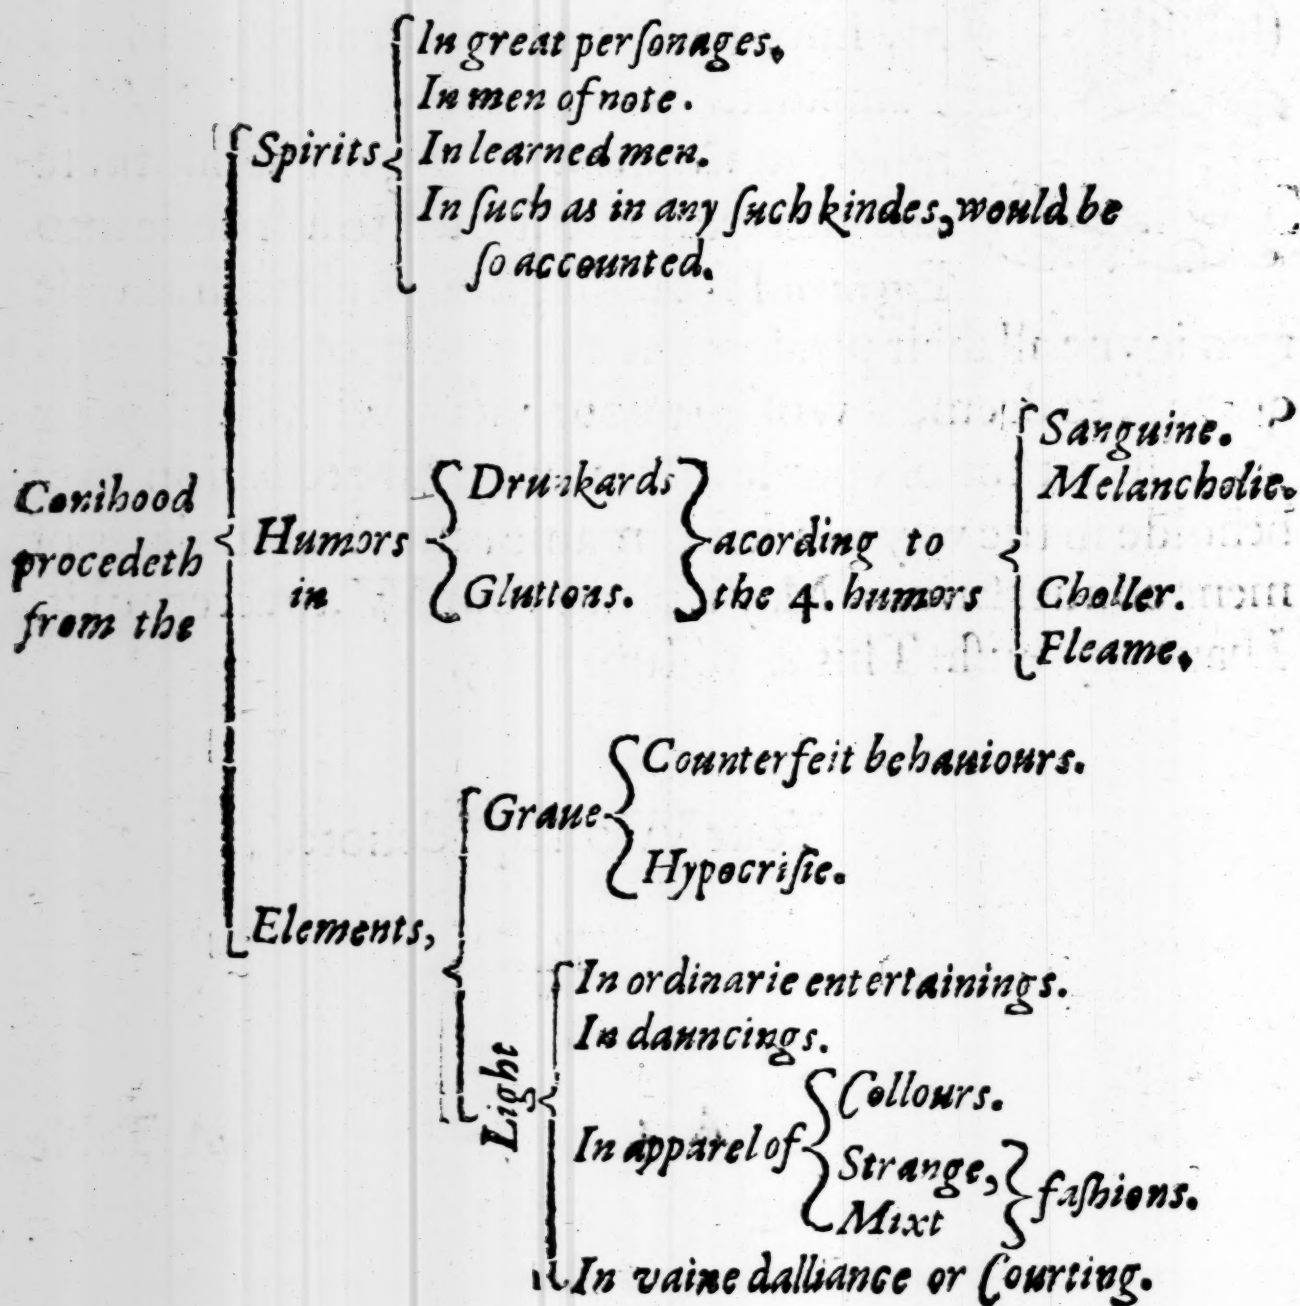 Conihood
procedeth
from the
Spirits
In great perſonages.
In men of note.
In learned men.
In ſuch as in any ſuch kindes, would be
ſo accounted.
Humors
in
Drunkards
Gluttons.
acording to
the 4. humors
Sanguine.
Melancholie.
Choller.
Fleame.
Elements,
Graue
Counterfeit behauiours.
Hypocriſie.
Light
In ordinarie entertainings.
In dauncings.
In apparel of
Collours.
Strange,
Mixt
faſhions.
In vaine dalliance or Courting.